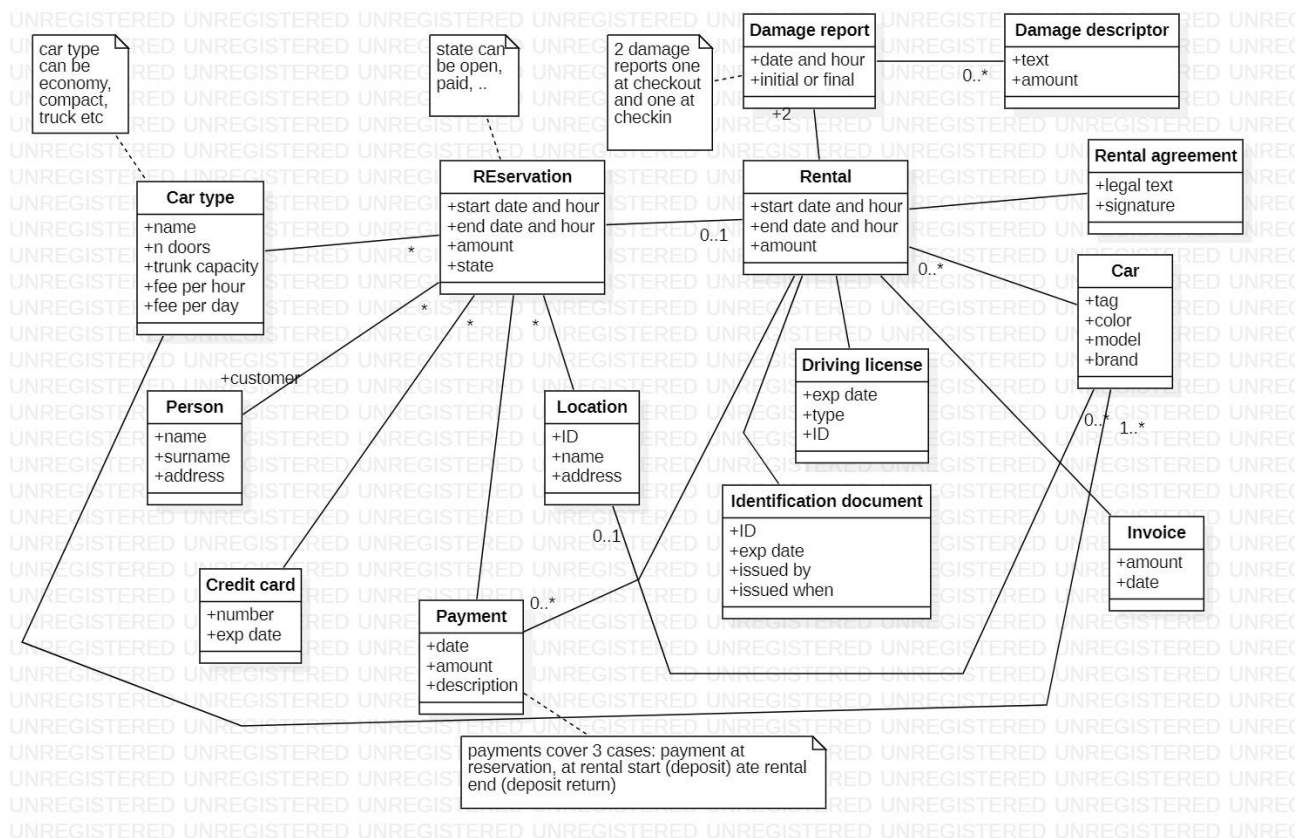 UNREGISTERED
car type
can be
economy,
compact,
truck etc
state can
be open,
paid, ..
2 damage
reports one
at checkout
and one at
checkin
Damage report
+date and hour
+initial or final
0..*
Damage descriptor
+text
+amount
+2
Rental agreement
+legal text
+signature
Car type
+name
+n doors
+trunk capacity
+fee per hour
+fee per day
*
REservation
+start date and hour
+end date and hour
+amount
+state
0..1
Rental
+start date and hour
+end date and hour
+amount
0..*
Car
+tag
+color
+model
+brand
*
*
*
+customer
Person
+name
+surname
+address
Location
+ID
+name
+address
0..1
Driving license
+exp date
+type
+ID
0..*
1..*
Identification document
+ID
+exp date
+issued by
+issued when
Invoice
+amount
+date
Credit card
+number
+exp date
Payment
+date
+amount
+description
0..*
payments cover 3 cases: payment at
reservation, at rental start (deposit) ate rental
end (deposit return)